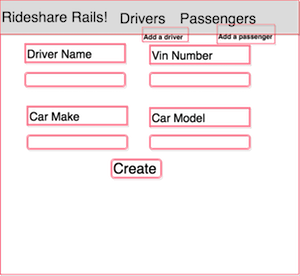 Rideshare Rails! Drivers Passengers
Add a driver Add a passenger
Driver Name Vin Number
Car Make Car Model
Create